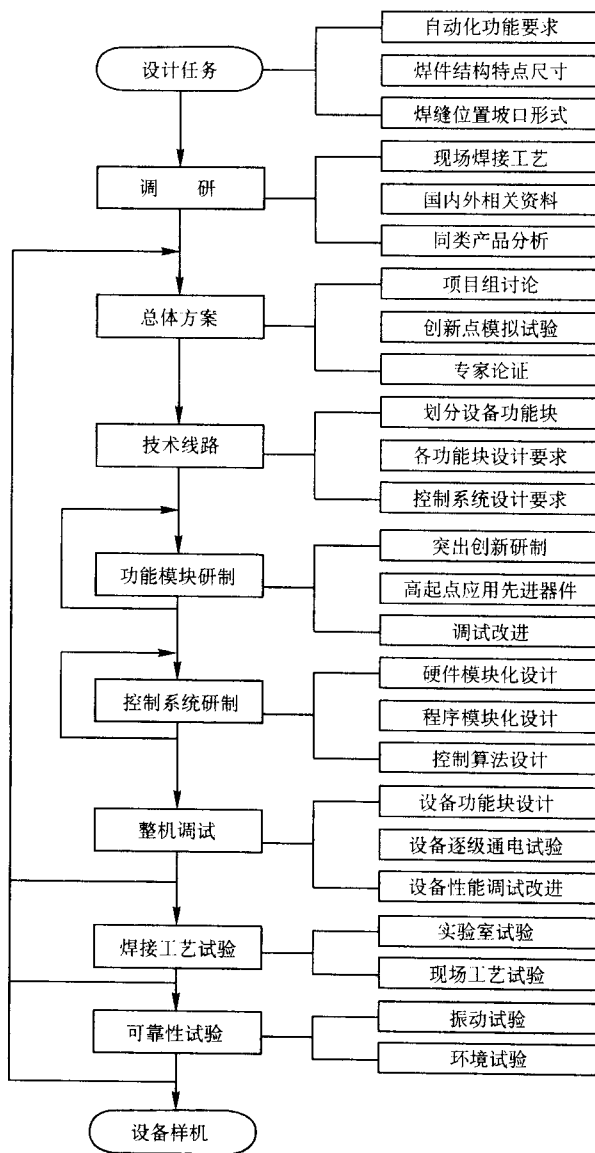 自动化功能要求
设计任务
焊件结构特点尺寸
焊缝位置坡口形式
现场焊接工艺
调 研
国内外相关资料
同类产品分析
项目组讨论
总体方案
创新点模拟试验
专家论证
划分设备功能块
技术线路
各功能块设计要求
控制系统设计要求
突出创新研制
功能模块研制
高起点应用先进器件
调试改进
硬件模块化设计
控制系统研制
程序模块化设计
控制算法设计
设备功能块设计
整机调试
设备逐级通电试验
设备性能调试改进
实验室试验
焊接工艺试验
现场工艺试验
振动试验
可靠性试验
环境试验
设备样机